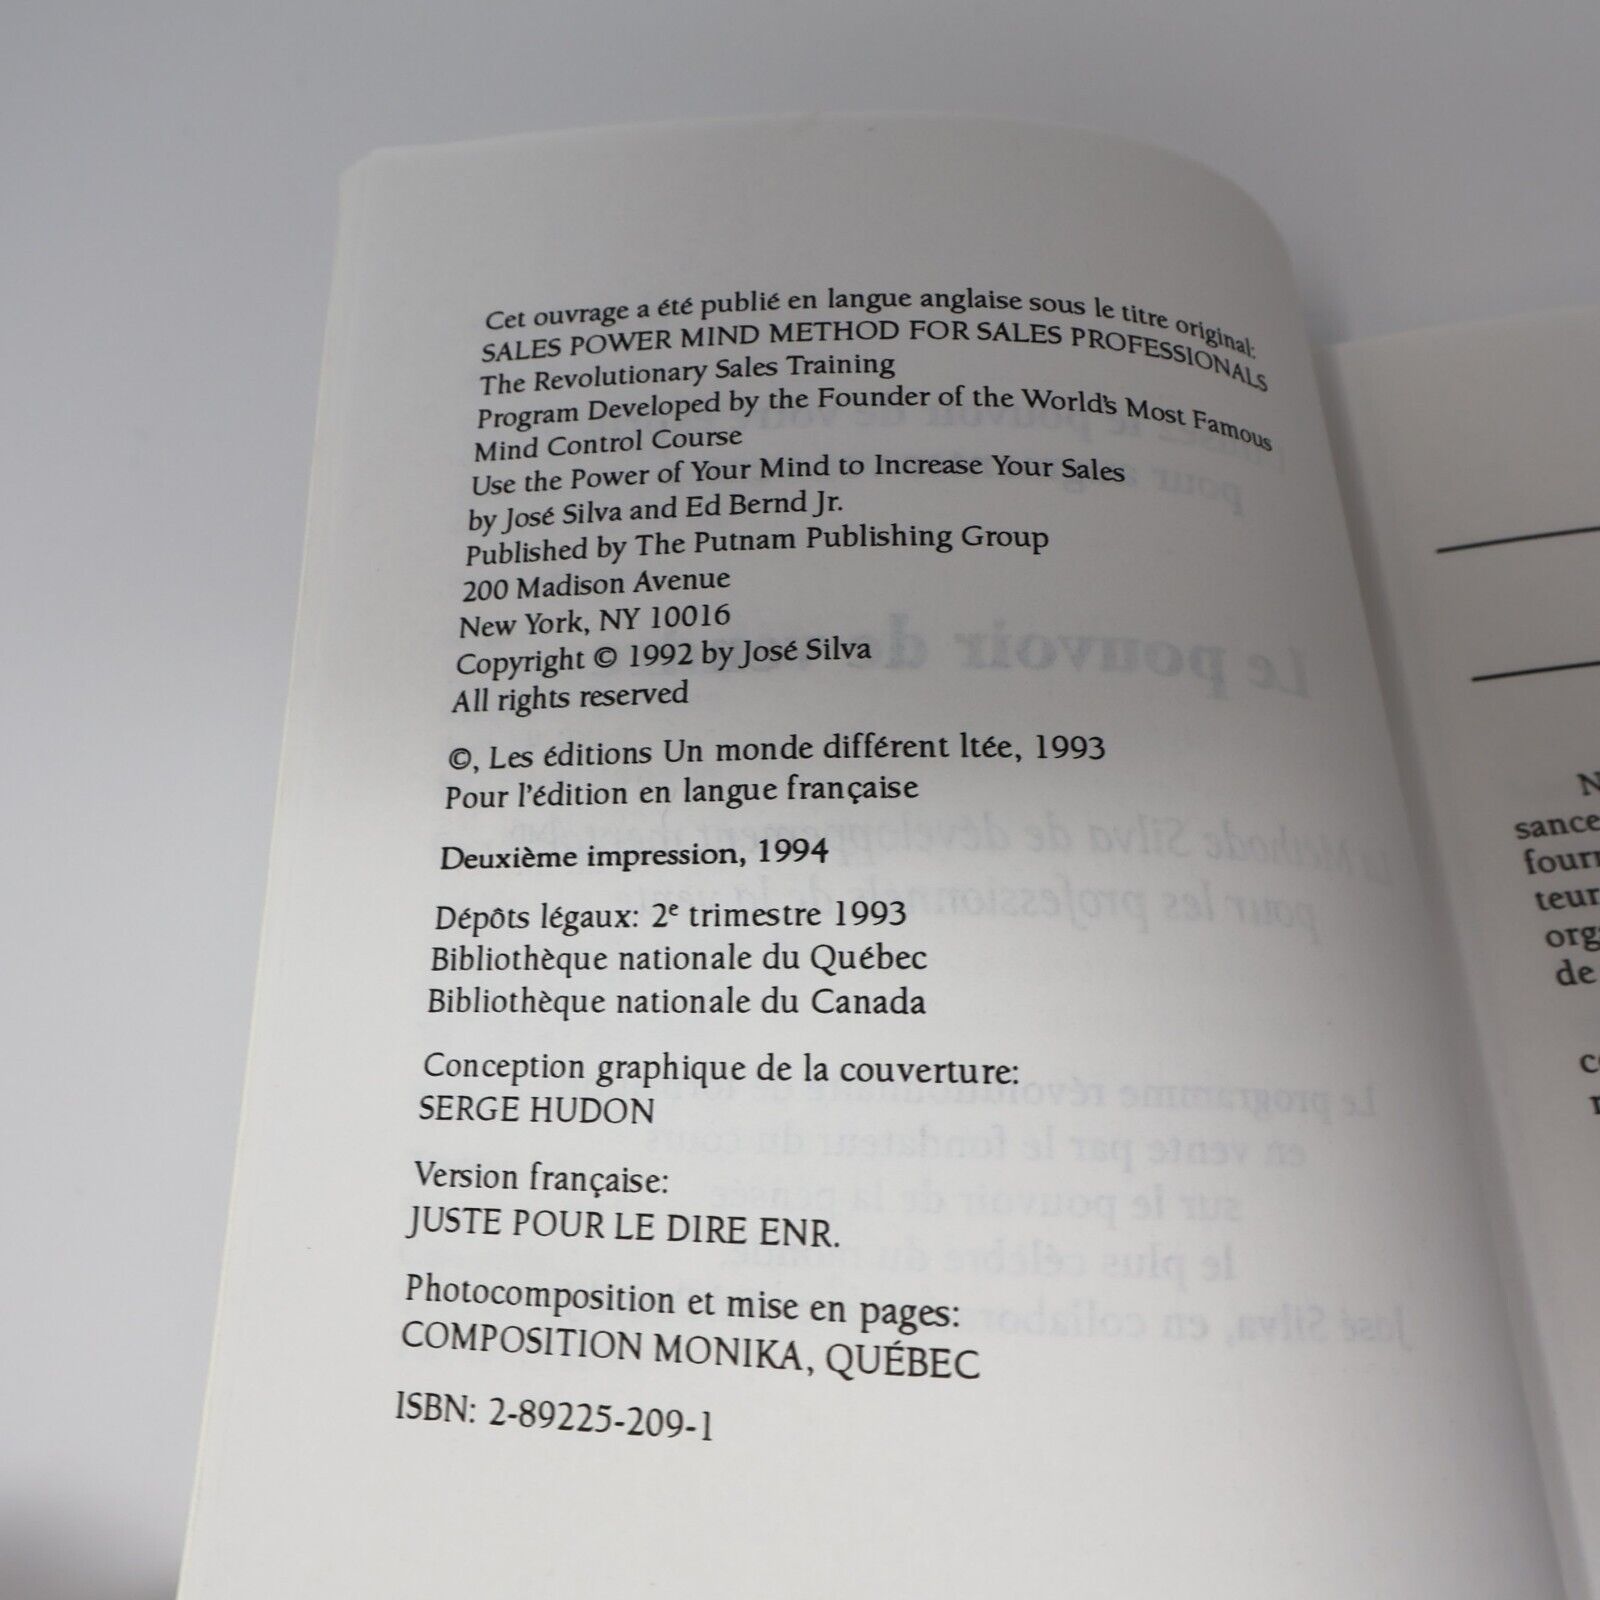 Cet ouvrage a été publié en langue anglaise sous le titre original:
SALES POWER MIND METHOD FOR SALES PROFESSIONALS
The Revolutionary Sales Training
Program Developed by the Founder of the World's Most Famous
Mind Control Course
Use the Power of Your Mind to Increase Your Sales
by José Silva and Ed Bernd Jr.
Published by The Putnam Publishing Group
200 Madison Avenue
New York, NY 10016
Copyright © 1992 by José Silva
All rights reserved
©, Les éditions Un monde différent ltée, 1993
Pour l'édition en langue française
Deuxième impression, 1994
Dépôts légaux: 2e trimestre 1993
Bibliothèque nationale du Québec
Bibliothèque nationale du Canada
Conception graphique de la couverture:
SERGE HUDON
Version française:
JUSTE POUR LE DIRE ENR.
Photocomposition et mise en pages:
COMPOSITION MONIKA, QUÉBEC
ISBN: 2-89225-209-1
sance
fourn
teur
org
de